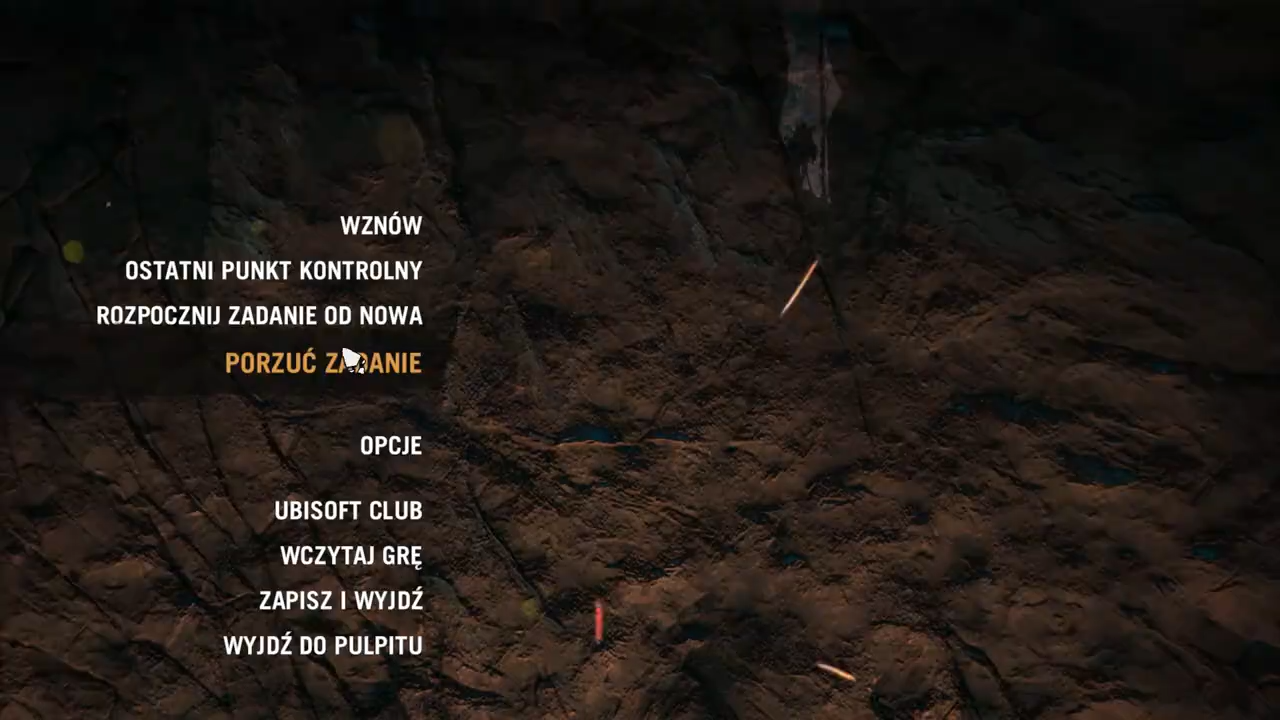 WZNÓW
OSTATNI PUNKT KONTROLNY
ROZPOCZNIJ ZADANIE OD NOWA
PORZUĆ ZADANIE
OPCJE
UBISOFT CLUB
WCZYTAJ GRĘ
ZAPISZ I WYJDŹ
WYJDŹ DO PULPITU